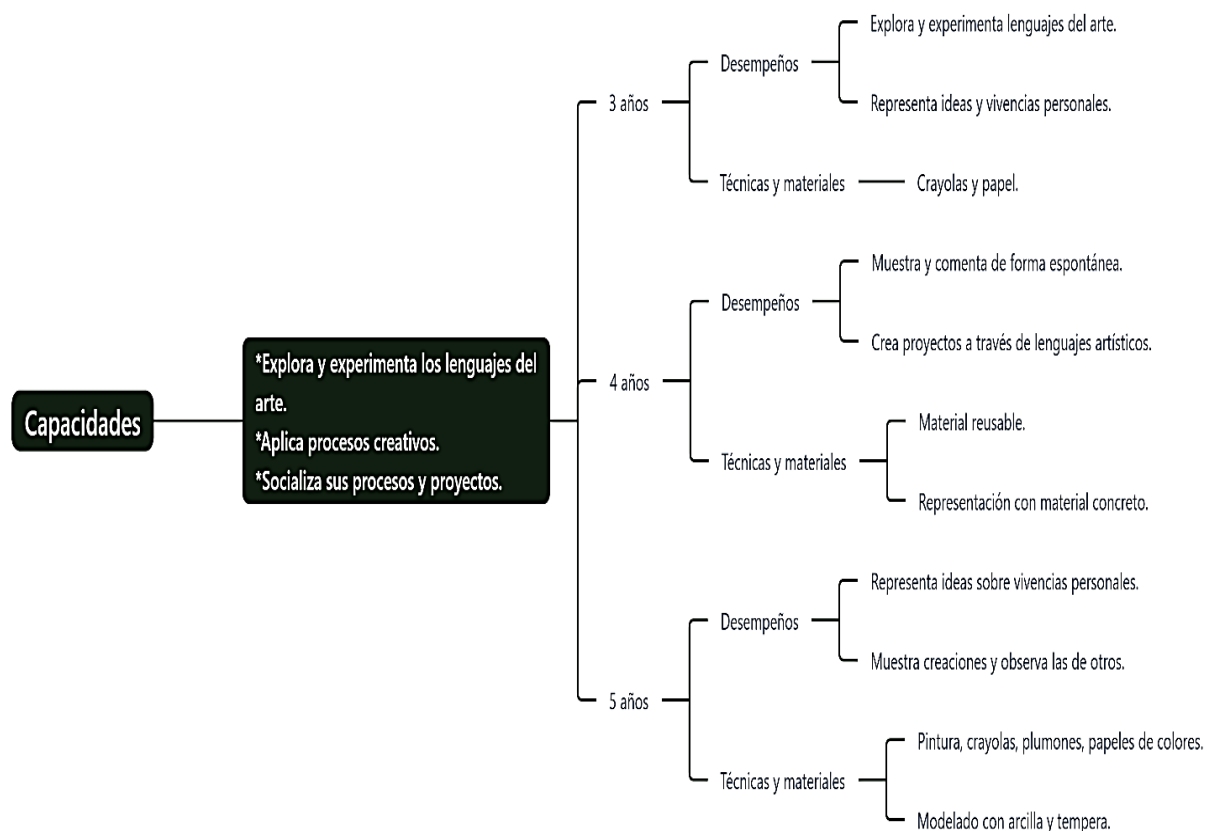 Capacidades
*Explora y experimenta los lenguajes del
arte.
*Aplica procesos creativos.
*Socializa sus procesos y proyectos.
3 años
Desempeños
Explora y experimenta lenguajes del arte.
Representa ideas y vivencias personales.
Técnicas y materiales
Crayolas y papel.
4 años
Desempeños
Muestra y comenta de forma espontánea.
Crea proyectos a través de lenguajes artísticos.
Técnicas y materiales
Material reusable.
Representación con material concreto.
5 años
Desempeños
Representa ideas sobre vivencias personales.
Muestra creaciones y observa las de otros.
Técnicas y materiales
Pintura, crayolas, plumones, papeles de colores.
Modelado con arcilla y tempera.